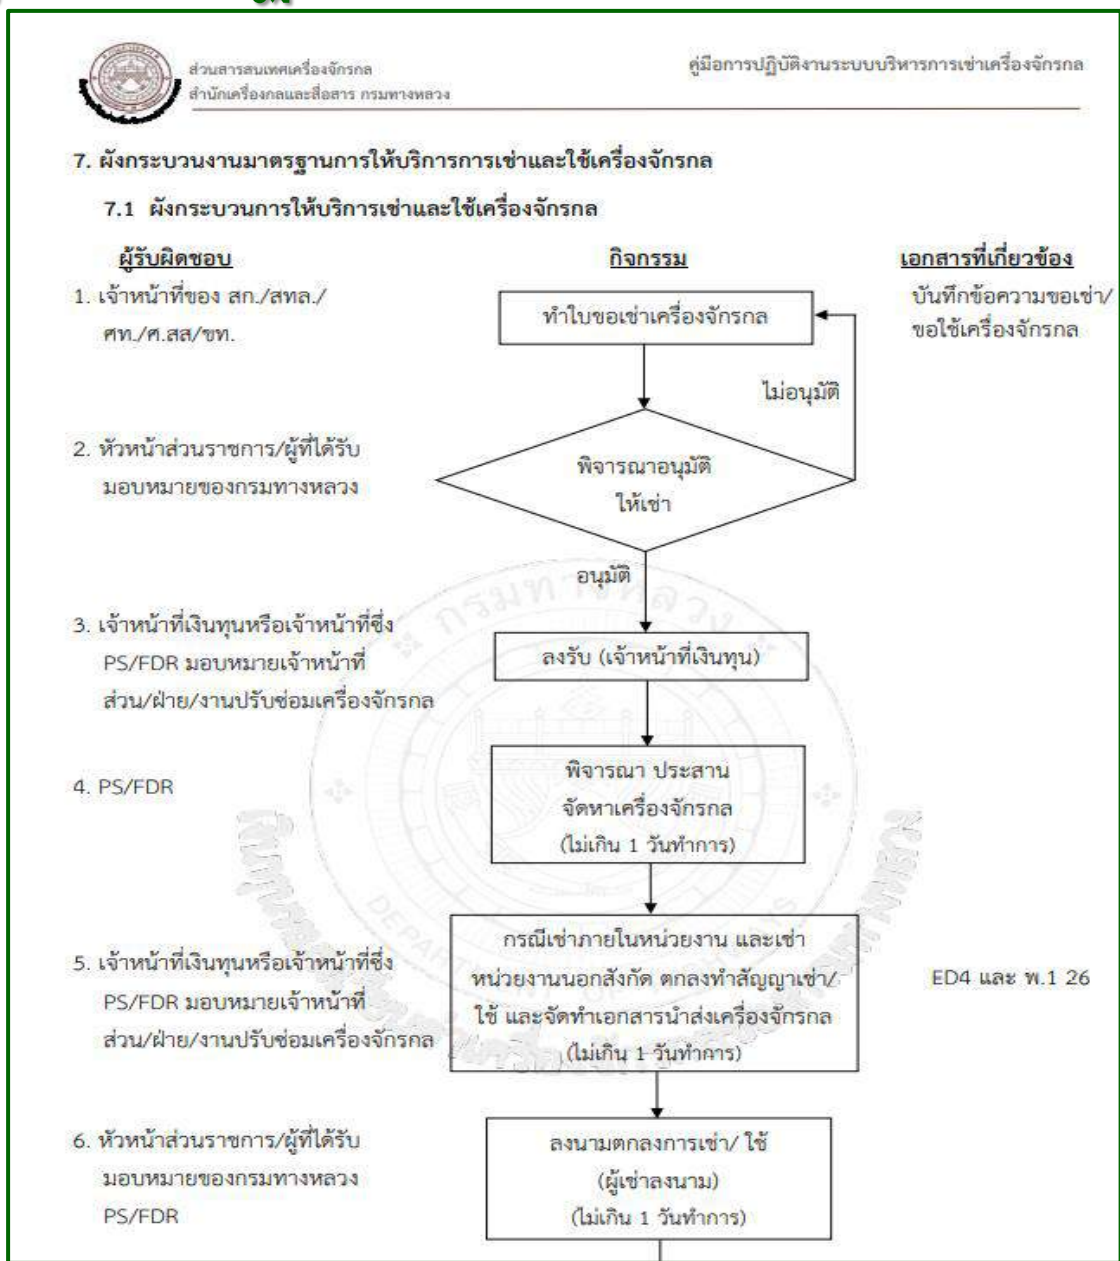 ส่วนสารสนเทศเครื่องจักรกล
สำนักเครื่องกลและสื่อสาร กรมทางหลวง
คู่มือการปฏิบัติงานระบบบริหารการเช่าเครื่องจักรกล
7. ผังกระบวนงานมาตรฐานการให้บริการการเช่าและใช้เครื่องจักรกล
7.1 ผังกระบวนการให้บริการเช่าและใช้เครื่องจักรกล
ผู้รับผิดชอบ
กิจกรรม
เอกสารที่เกี่ยวข้อง
1. เจ้าหน้าที่ของ สก./สทล./
ศท./ศ.สส/ขท.
ทำใบขอเช่าเครื่องจักรกล
บันทึกข้อความขอเช่า/
ขอใช้เครื่องจักรกล
ไม่อนุมัติ
2. หัวหน้าส่วนราชการ/ผู้ที่ได้รับ
มอบหมายของกรมทางหลวง
พิจารณาอนุมัติ
ให้เช่า
อนุมัติ
3. เจ้าหน้าที่เงินทุนหรือเจ้าหน้าที่ซึ่ง
PS/FDR มอบหมายเจ้าหน้าที่
ส่วน/ฝ่าย/งานปรับซ่อมเครื่องจักรกล
ลงรับ (เจ้าหน้าที่เงินทุน)
4. PS/FDR
พิจารณา ประสาน
จัดหาเครื่องจักรกล
(ไม่เกิน 1 วันทำการ)
5. เจ้าหน้าที่เงินทุนหรือเจ้าหน้าที่ซึ่ง
PS/FDR มอบหมายเจ้าหน้าที่
ส่วน/ฝ่าย/งานปรับซ่อมเครื่องจักรกล
กรณีเช่าภายในหน่วยงาน และเช่า
หน่วยงานนอกสังกัด ตกลงทำสัญญาเช่า/
ใช้ และจัดทำเอกสารนำส่งเครื่องจักรกล
(ไม่เกิน 1 วันทำการ)
ED4 และ พ.1 26
6. หัวหน้าส่วนราชการ/ผู้ที่ได้รับ
มอบหมายของกรมทางหลวง
PS/FDR
ลงนามตกลงการเช่า/ ใช้
(ผู้เช่าลงนาม)
(ไม่เกิน 1 วันทำการ)
กรมทางหลวง
DEPARTMENT OF HIGHWAYS